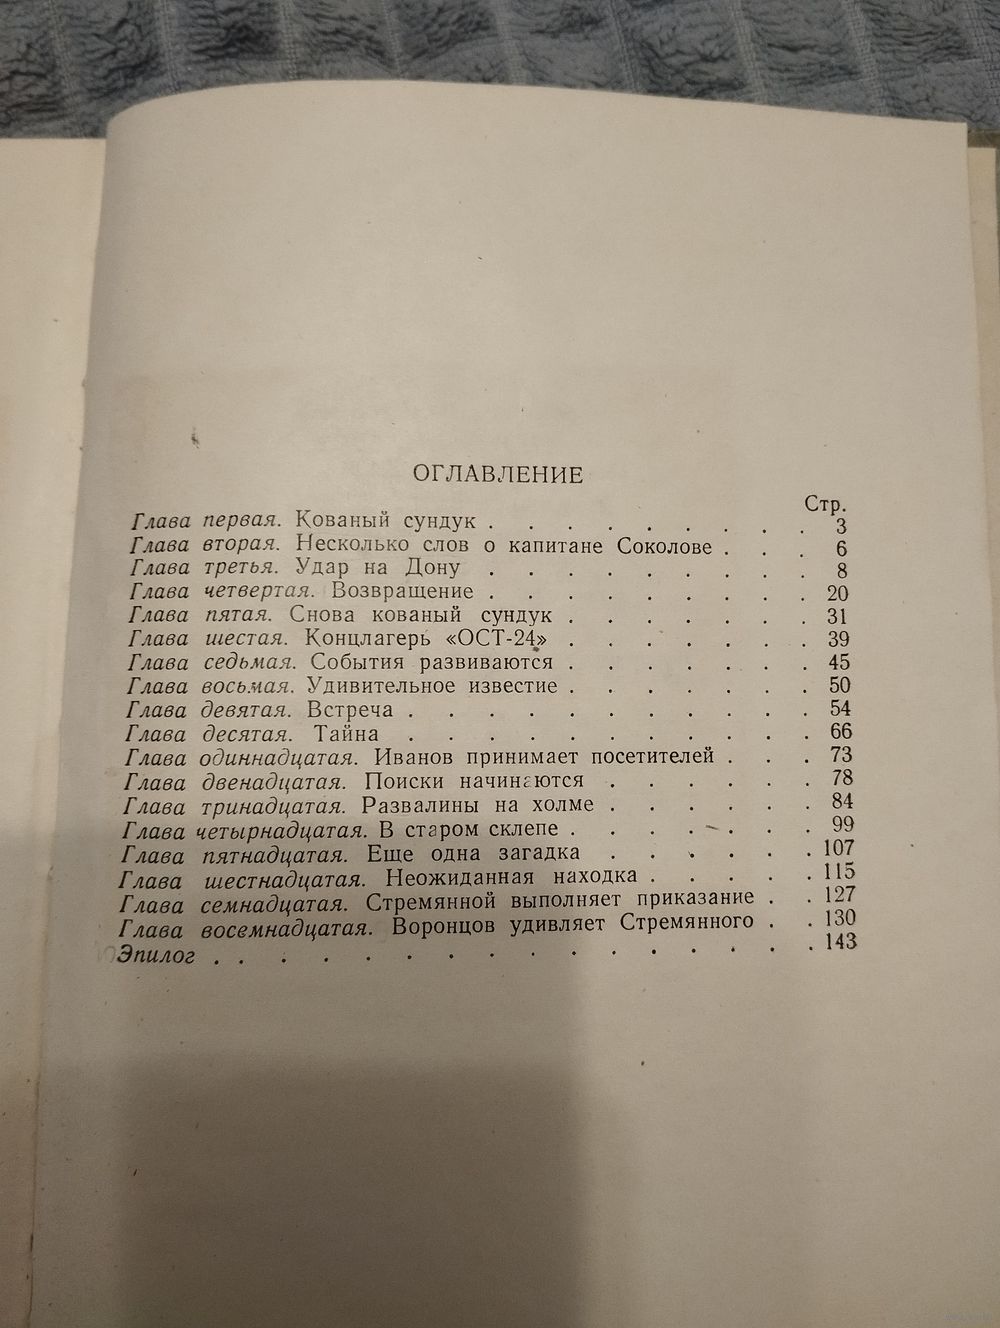 ОГЛАВЛЕНИЕ
Стр.
Глава первая. Кованый сундук . . . . . . . . . 3
Глава вторая. Несколько слов о капитане Соколове . . . 6
Глава третья. Удар на Дону . . . . . . . . . 8
Глава четвертая. Возвращение . . . . . . . . . 20
Глава пятая. Снова кованый сундук . . . . . . . 31
Глава шестая. Концлагерь «ОСТ-24» . . . . . . . 39
Глава седьмая. События развиваются . . . . . . . 45
Глава восьмая. Удивительное известие . . . . . . . 50
Глава девятая. Встреча . . . . . . . . . . . 54
Глава десятая. Тайна . . . . . . . . . . . 66
Глава одиннадцатая. Иванов принимает посетителей . . . 73
Глава двенадцатая. Поиски начинаются . . . . . . 78
Глава тринадцатая. Развалины на холме . . . . . . 84
Глава четырнадцатая. В старом склепе . . . . . . . 99
Глава пятнадцатая. Еще одна загадка . . . . . . 107
Глава шестнадцатая. Неожиданная находка . . . . . 115
Глава семнадцатая. Стремянной выполняет приказание . . 127
Глава восемнадцатая. Воронцов удивляет Стремянного . . 130
Эпилог . . . . . . . . . . . . . . . . 143